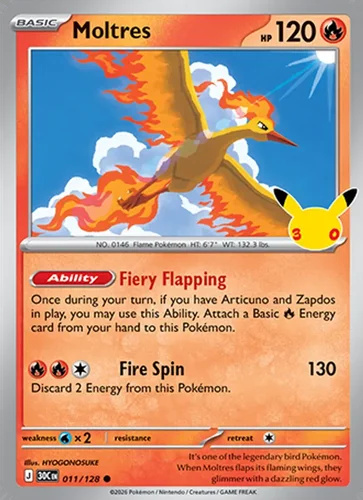 BASIC
Moltres
HP 120
30
NO. 0146 Flame Pokémon HT: 6'7" WT: 132.3 lbs.
Ability Fiery Flapping
Once during your turn, if you have Articuno and Zapdos
in play, you may use this Ability. Attach a Basic Energy
card from your hand to this Pokémon.
Fire Spin 130
Discard 2 Energy from this Pokémon.
weakness ×2 resistance retreat
Illus. HYOGONOSUKE
J 30C EN 011/128
It's one of the legendary bird Pokémon.
When Moltres flaps its flaming wings, they
glimmer with a dazzling red glow.
©2026 Pokémon / Nintendo / Creatures / GAME FREAK